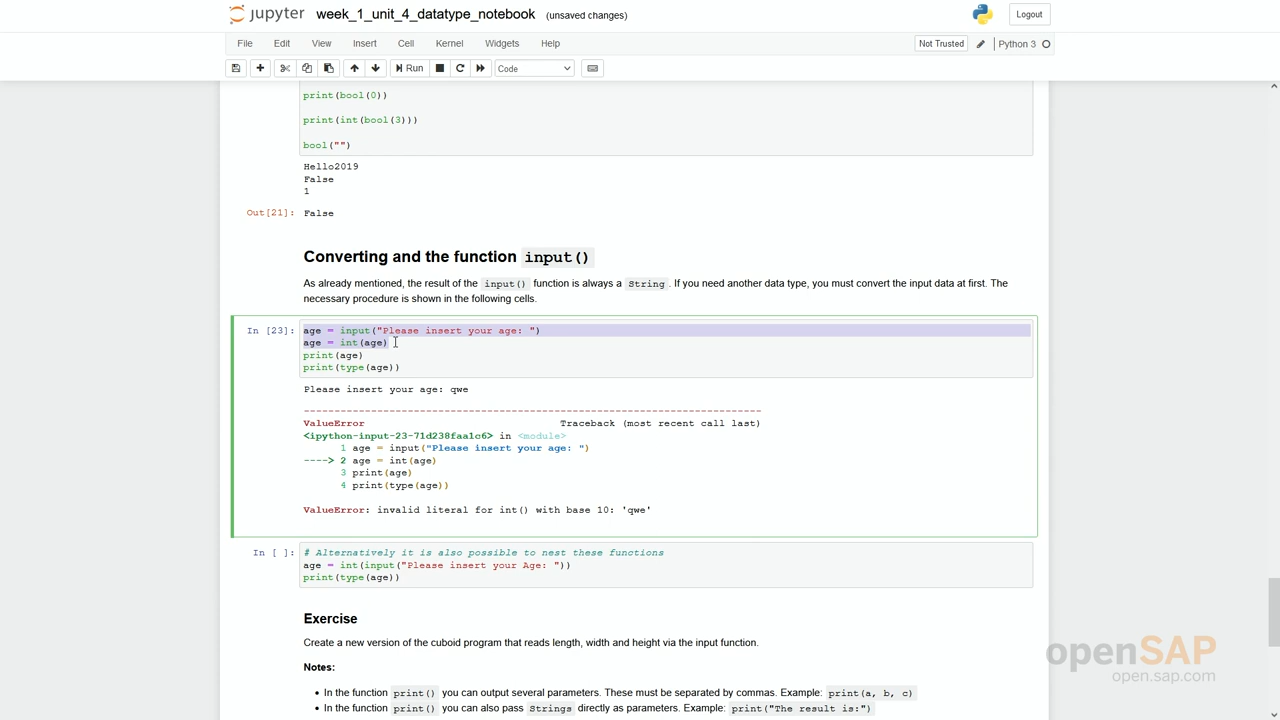 jupyter week_1_unit_4_datatype_notebook (unsaved changes) Logout
File Edit View Insert Cell Kernel Widgets Help Not Trusted Python 3
Run Code
print(bool(0))
print(int(bool(3)))
bool("")
Hello2019
False
1
Out[21]: False
Converting and the function input()
As already mentioned, the result of the input() function is always a String . If you need another data type, you must convert the input data at first. The
necessary procedure is shown in the following cells.
In [23]: age = input("Please insert your age: ")
age = int(age)
print(age)
print(type(age))
Please insert your age: qwe
---------------------------------------------------------------------------
ValueError Traceback (most recent call last)
<ipython-input-23-71d238faa1c6> in <module>
1 age = input("Please insert your age: ")
----> 2 age = int(age)
3 print(age)
4 print(type(age))
ValueError: invalid literal for int() with base 10: 'qwe'
In [ ]: # Alternatively it is also possible to nest these functions
age = int(input("Please insert your Age: "))
print(type(age))
Exercise
Create a new version of the cuboid program that reads length, width and height via the input function.
Notes:
• In the function print() you can output several parameters. These must be separated by commas. Example: print(a, b, c)
• In the function print() you can also pass Strings directly as parameters. Example: print("The result is:")
openSAP
open.sap.com